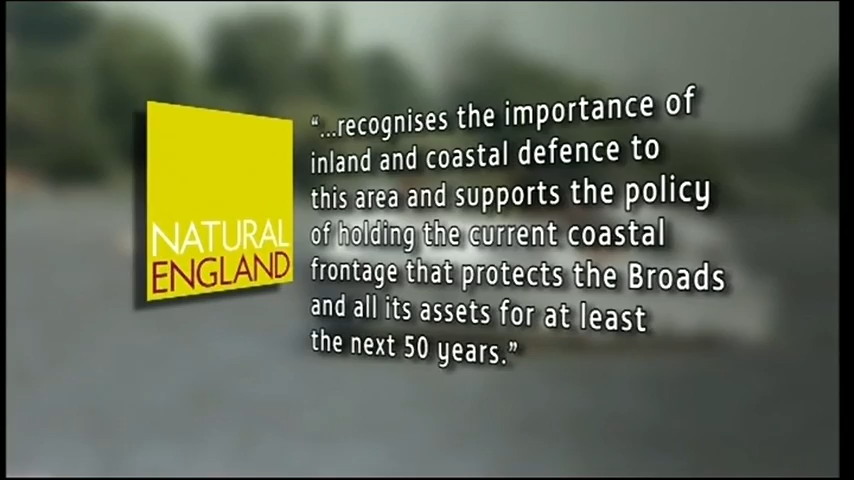 NATURAL
ENGLAND
“...recognises the importance of
inland and coastal defence to
this area and supports the policy
of holding the current coastal
frontage that protects the Broads
and all its assets for at least
the next 50 years.”